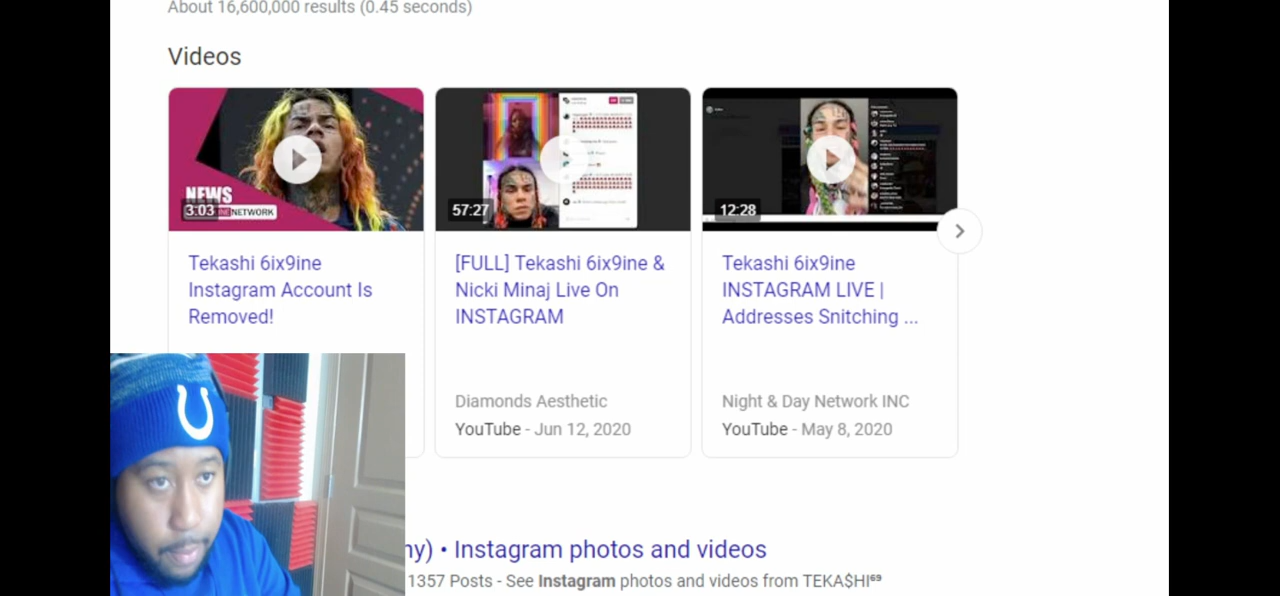 About 16,600,000 results (0.45 seconds)
Videos
NEWS
NETWORK
3:03
57:27
12:28
Tekashi 6ix9ine
Instagram Account Is
Removed!
[FULL] Tekashi 6ix9ine &
Nicki Minaj Live On
INSTAGRAM
Diamonds Aesthetic
YouTube - Jun 12, 2020
Tekashi 6ix9ine
INSTAGRAM LIVE |
Addresses Snitching ...
Night & Day Network INC
YouTube - May 8, 2020
hy) • Instagram photos and videos
1357 Posts - See Instagram photos and videos from TEKA$HI⁶⁹